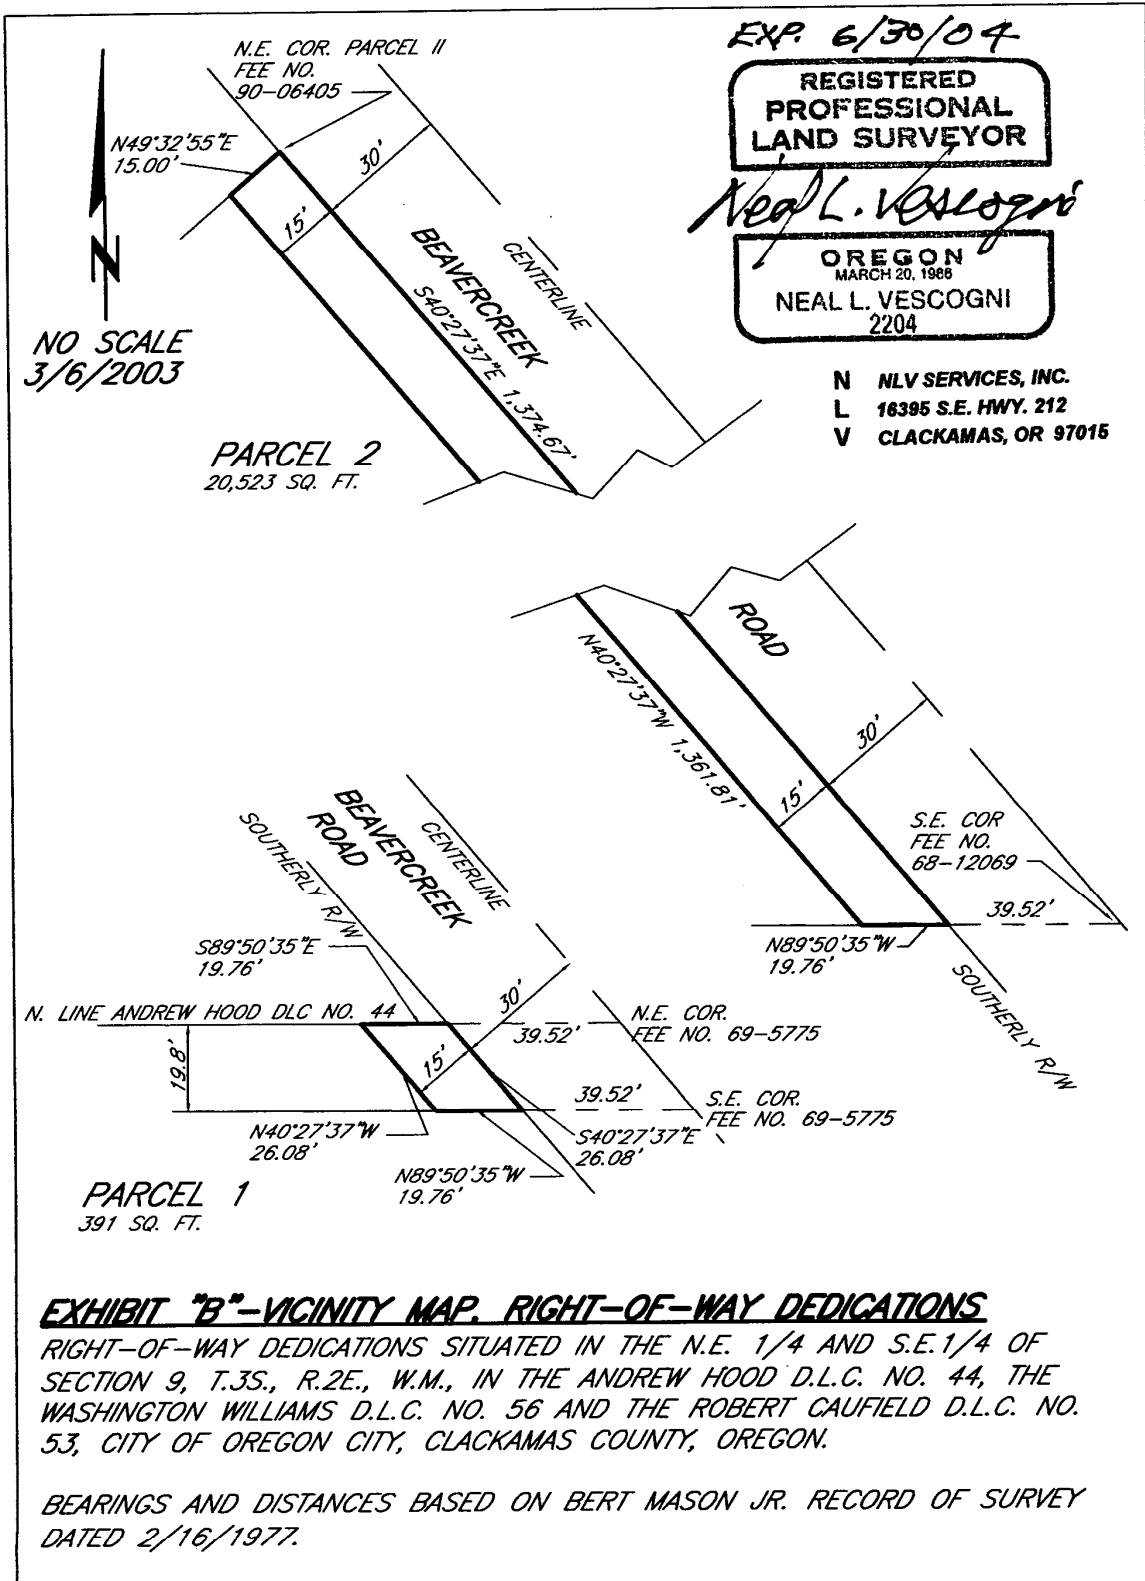 N.E. COR. PARCEL II
FEE NO.
90-06405
N49°32'55"E
15.00'
30'
15'
BEAVERCREEK
CENTERLINE
S40°27'37"E 1,374.67'
N
NO SCALE
3/6/2003
PARCEL 2
20,523 SQ. FT.
EXP. 6/30/04
REGISTERED
PROFESSIONAL
LAND SURVEYOR
Neal L. Vescogni
OREGON
MARCH 20, 1986
NEAL L. VESCOGNI
2204
N NLV SERVICES, INC.
L 16395 S.E. HWY. 212
V CLACKAMAS, OR 97015
ROAD
N40°27'37"W 1,361.81'
30'
15'
S.E. COR
FEE NO.
68-12069
39.52'
N89°50'35"W
19.76'
SOUTHERLY R/W
BEAVERCREEK
ROAD
CENTERLINE
SOUTHERLY R/W
S89°50'35"E
19.76'
N. LINE ANDREW HOOD DLC NO. 44
30'
15'
39.52'
N.E. COR.
FEE NO. 69-5775
19.8'
39.52'
S.E. COR.
FEE NO. 69-5775
N40°27'37"W
26.08'
S40°27'37"E
26.08'
N89°50'35"W
19.76'
PARCEL 1
391 SQ. FT.
EXHIBIT "B"-VICINITY MAP. RIGHT-OF-WAY DEDICATIONS
RIGHT-OF-WAY DEDICATIONS SITUATED IN THE N.E. 1/4 AND S.E.1/4 OF
SECTION 9, T.3S., R.2E., W.M., IN THE ANDREW HOOD D.L.C. NO. 44, THE
WASHINGTON WILLIAMS D.L.C. NO. 56 AND THE ROBERT CAUFIELD D.L.C. NO.
53, CITY OF OREGON CITY, CLACKAMAS COUNTY, OREGON.
BEARINGS AND DISTANCES BASED ON BERT MASON JR. RECORD OF SURVEY
DATED 2/16/1977.